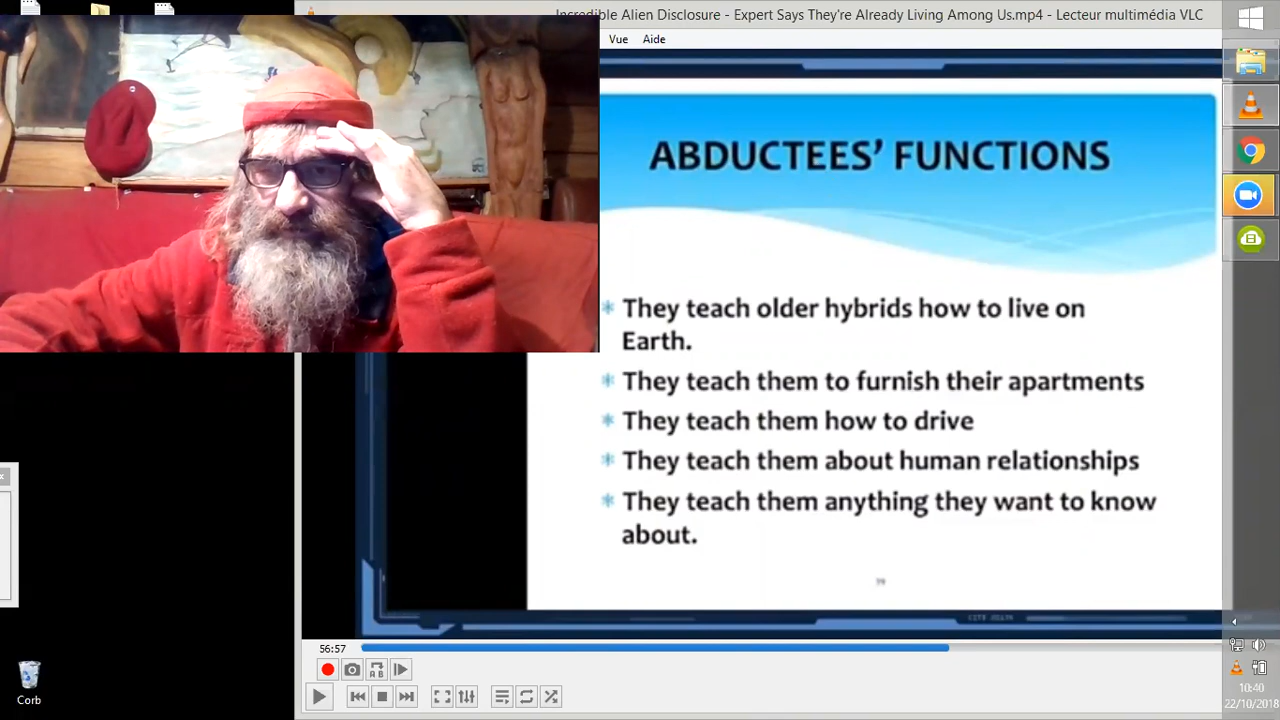 Incredible Alien Disclosure - Expert Says They're Already Living Among Us.mp4 - Lecteur multimédia VLC
Vue Aide
ABDUCTEES' FUNCTIONS
* They teach older hybrids how to live on
Earth.
* They teach them to furnish their apartments
* They teach them how to drive
* They teach them about human relationships
* They teach them anything they want to know
about.
56:57
Corb
10:40
22/10/2018